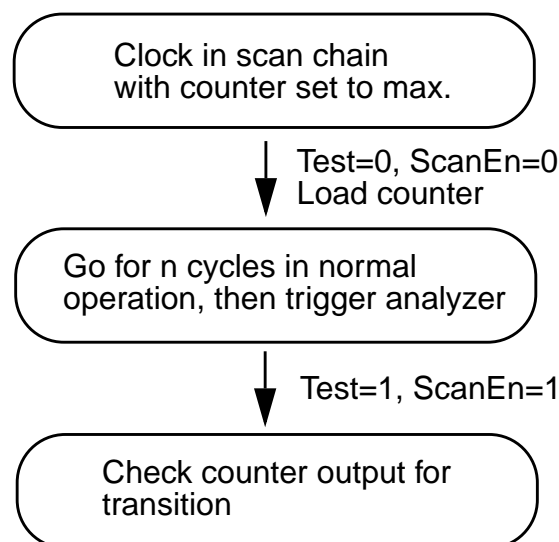 Clock in scan chain
with counter set to max.
Test=0, ScanEn=0
Load counter
Go for n cycles in normal
operation, then trigger analyzer
Test=1, ScanEn=1
Check counter output for
transition